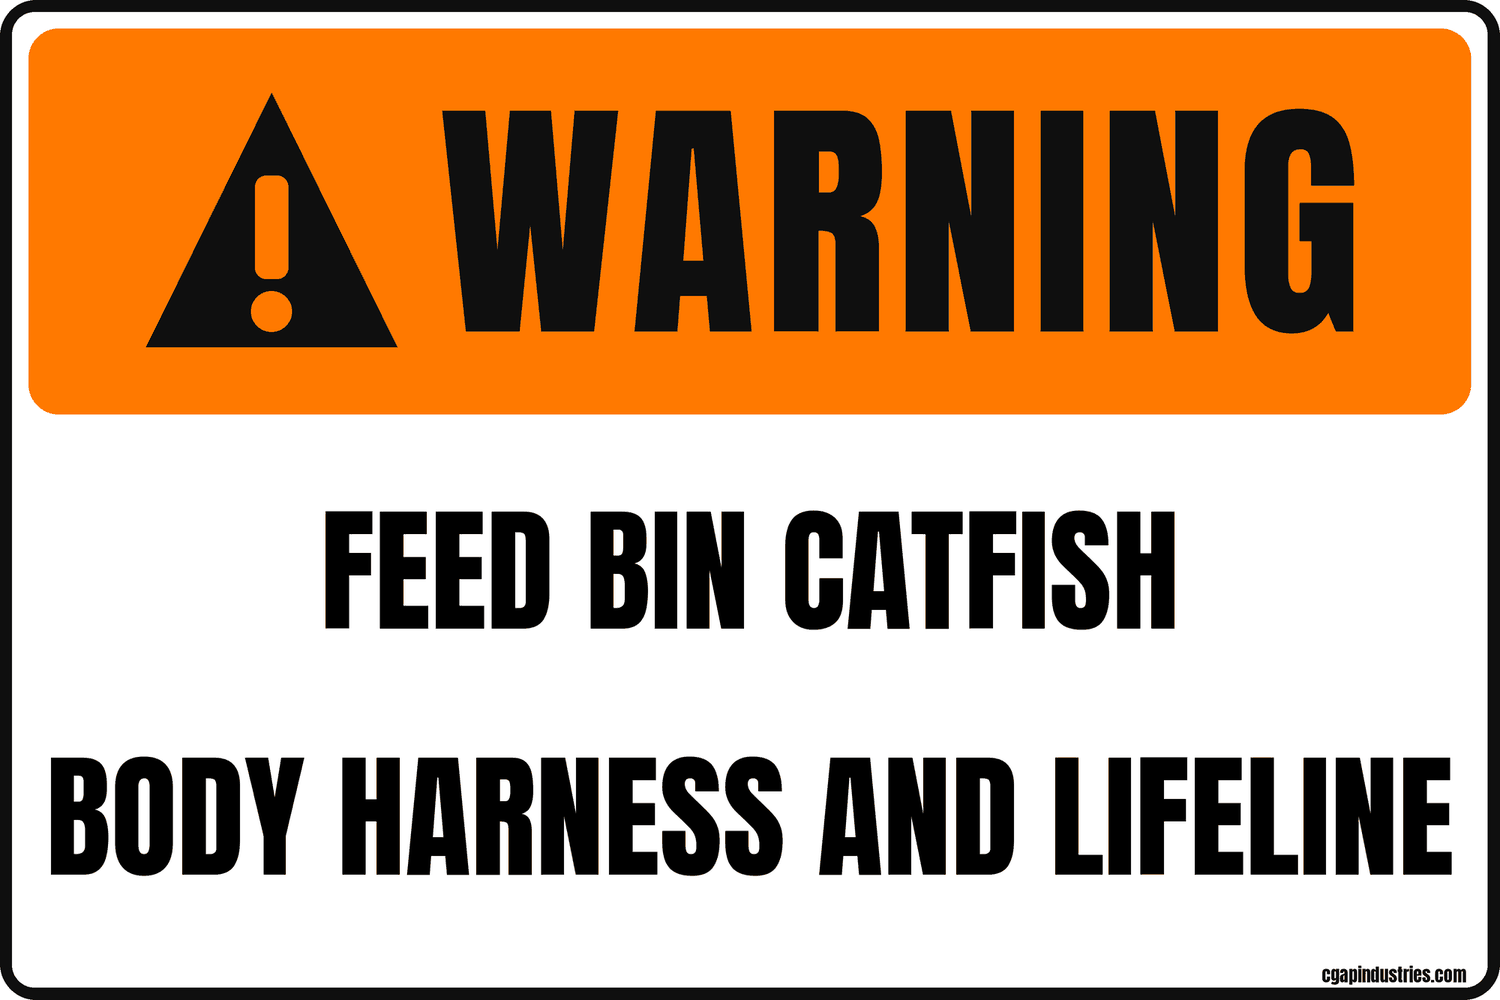 WARNING
FEED BIN CATFISH
BODY HARNESS AND LIFELINE
cgapindustries.com